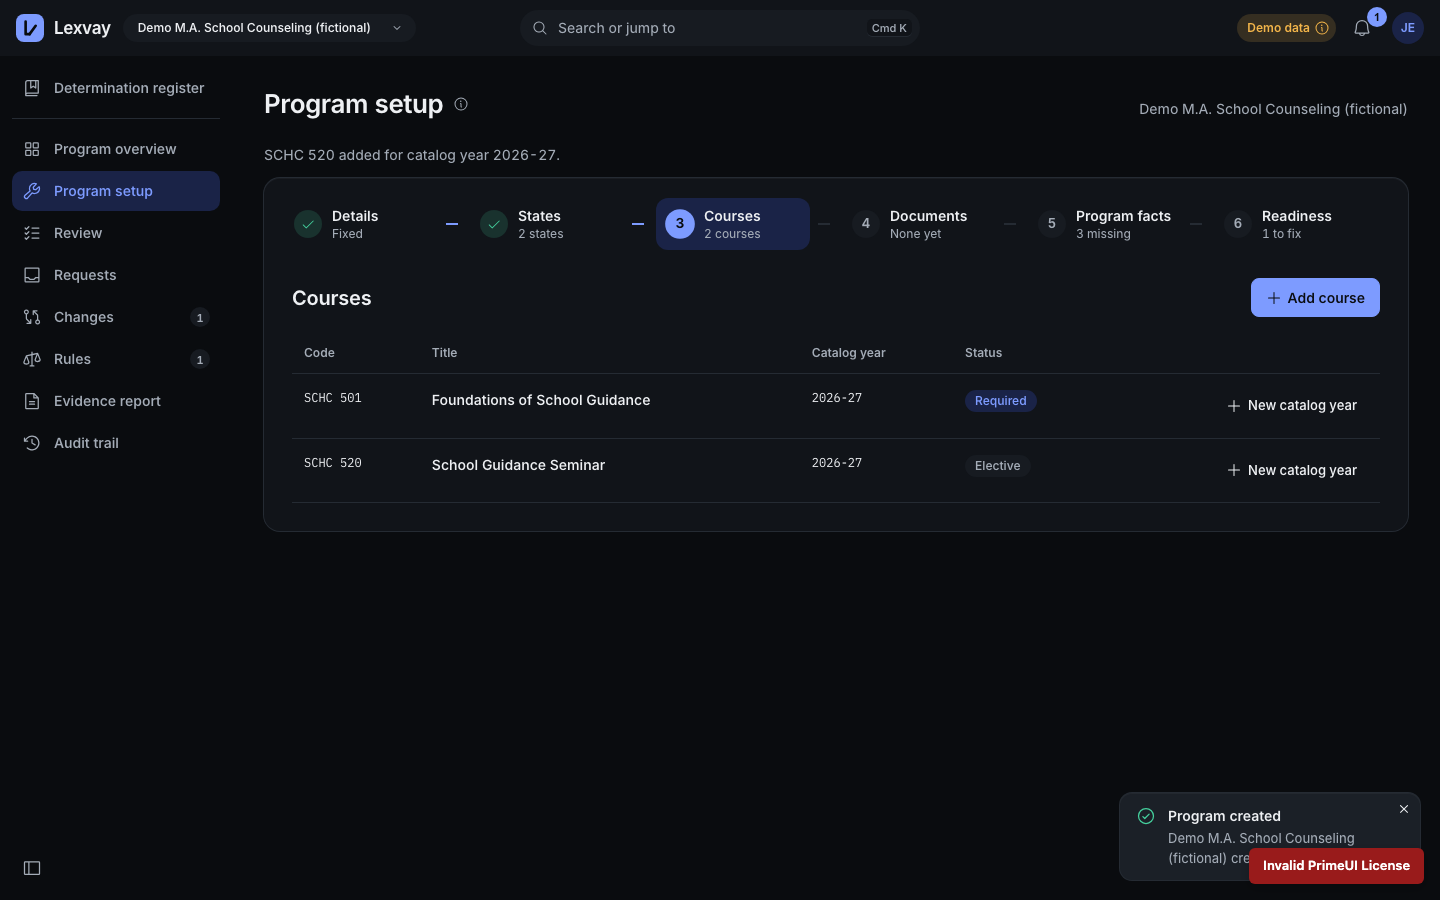 Lexvay
Demo M.A. School Counseling (fictional)
Search or jump to
Cmd K
Demo data
1
JE
Determination register
Program overview
Program setup
Review
Requests
Changes 1
Rules 1
Evidence report
Audit trail
Program setup
Demo M.A. School Counseling (fictional)
SCHC 520 added for catalog year 2026-27.
Details
Fixed
States
2 states
3
Courses
2 courses
4
Documents
None yet
5
Program facts
3 missing
6
Readiness
1 to fix
Courses
Add course
Code Title Catalog year Status
SCHC 501 Foundations of School Guidance 2026-27 Required New catalog year
SCHC 520 School Guidance Seminar 2026-27 Elective New catalog year
Program created
Demo M.A. School Counseling
(fictional)
Invalid PrimeUI License